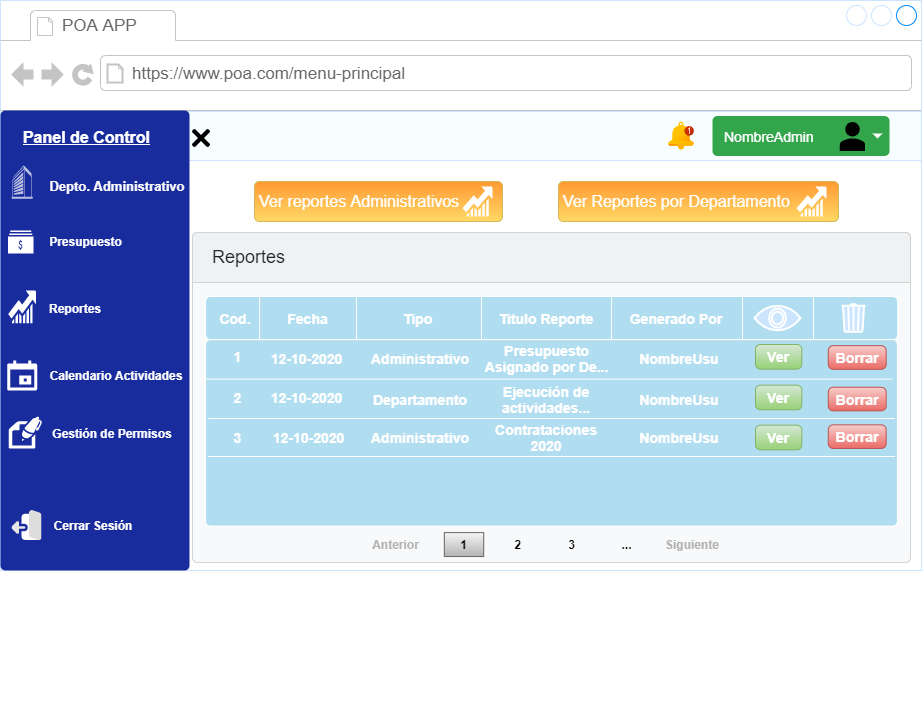 POA APP
https://www.poa.com/menu-principal
Panel de Control
1
NombreAdmin
Depto. Administrativo
$
Presupuesto
Reportes
Calendario Actividades
Gestión de Permisos
Cerrar Sesión
Ver reportes Administrativos
Ver Reportes por Departamento
Reportes
Cod. Fecha Tipo Titulo Reporte Generado Por
1 12-10-2020 Administrativo Presupuesto
Asignado por De... NombreUsu Ver Borrar
2 12-10-2020 Departamento Ejecución de
actividades... NombreUsu Ver Borrar
3 12-10-2020 Administrativo Contrataciones
2020 NombreUsu Ver Borrar
Anterior 1 2 3 ... Siguiente